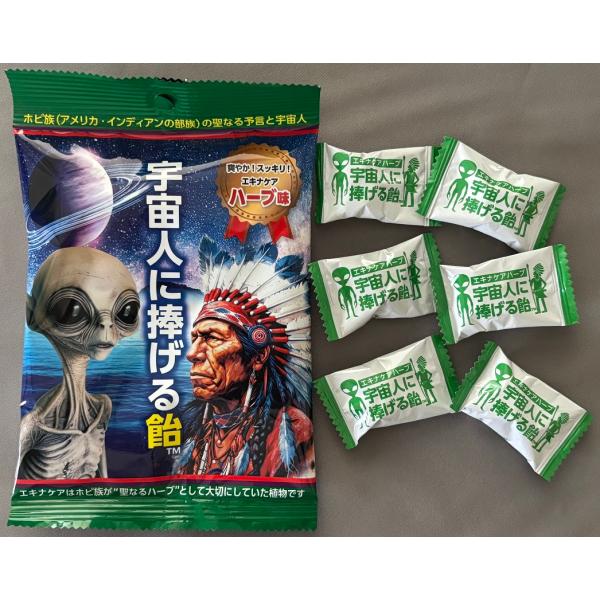 ホピ族(アメリカ・インディアンの部族)の聖なる予言と宇宙人
爽やか!スッキリ!
エキナケア
ハーブ味
宇宙人に捧げる飴
TM
エキナケアはホピ族が“聖なるハーブ”として大切にしていた植物です
エキナケアハーブ
宇宙人に
捧げる飴
エキナケアハーブ
宇宙人に
捧げる飴
エキナケアハーブ
宇宙人に
捧げる飴
エキナケアハーブ
宇宙人に
捧げる飴
エキナケアハーブ
宇宙人に
捧げる飴
エキナケアハーブ
宇宙人に
捧げる飴